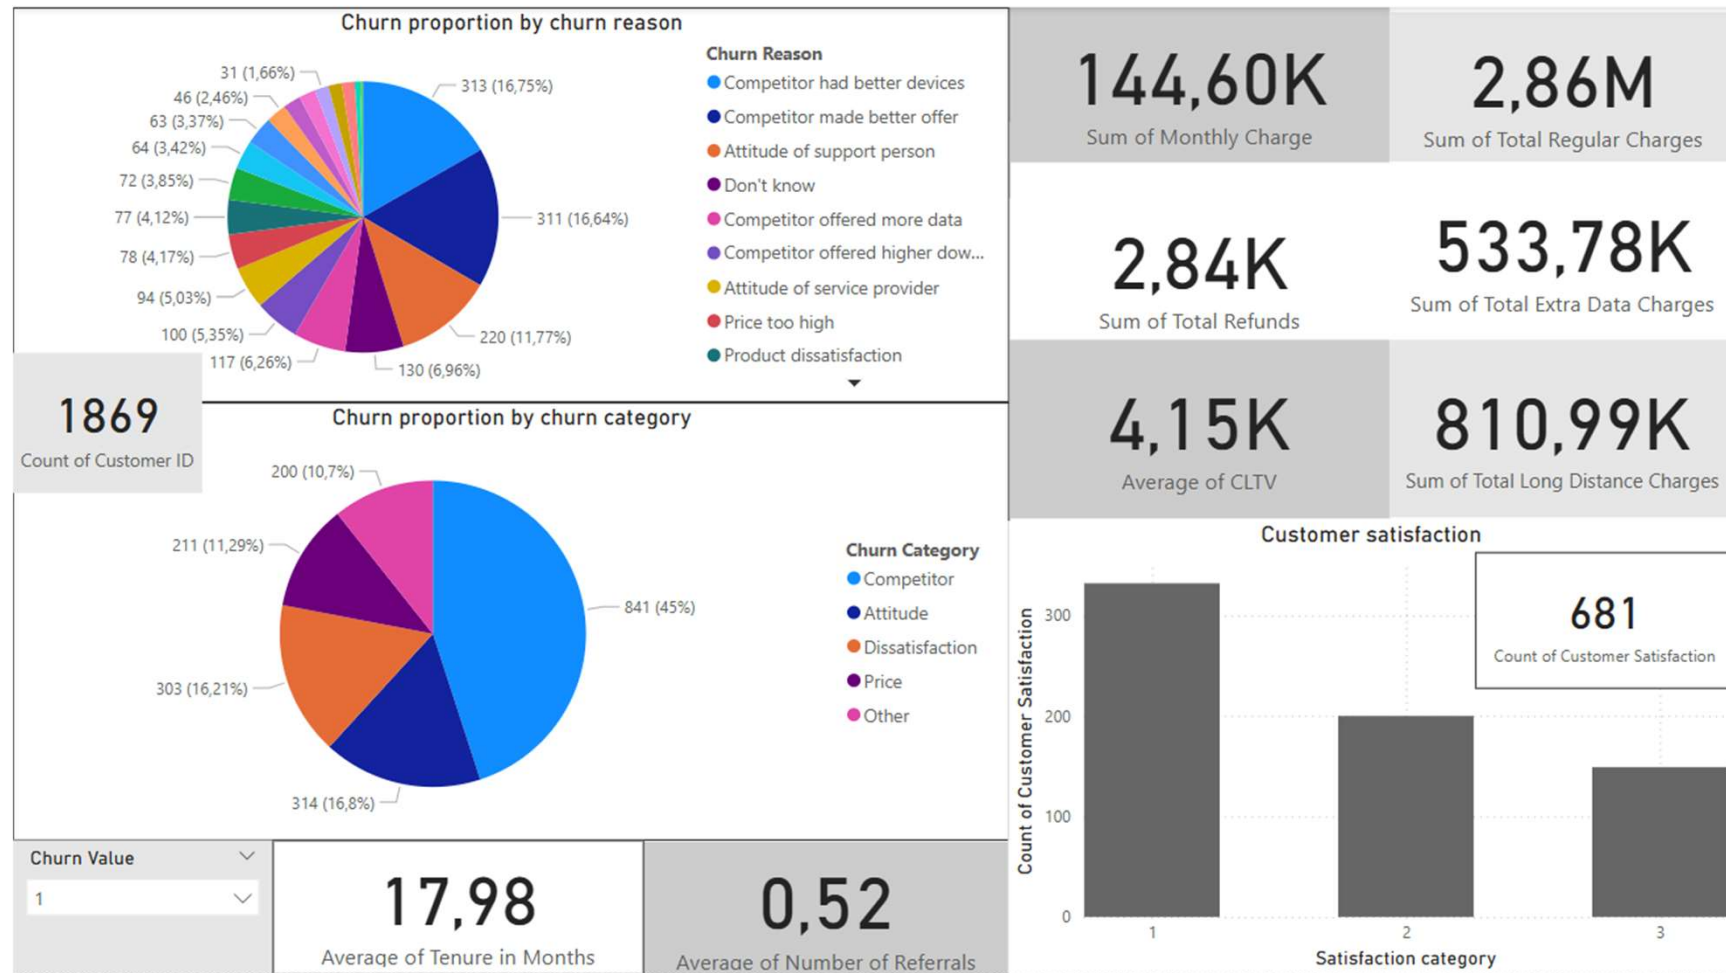 Churn proportion by churn reason
31 (1,66%)
46 (2,46%)
63 (3,37%)
64 (3,42%)
72 (3,85%)
77 (4,12%)
78 (4,17%)
94 (5,03%)
100 (5,35%)
117 (6,26%)
130 (6,96%)
220 (11,77%)
311 (16,64%)
313 (16,75%)
Churn Reason
Competitor had better devices
Competitor made better offer
Attitude of support person
Don't know
Competitor offered more data
Competitor offered higher dow...
Attitude of service provider
Price too high
Product dissatisfaction
1869
Count of Customer ID
Churn proportion by churn category
200 (10,7%)
211 (11,29%)
303 (16,21%)
314 (16,8%)
841 (45%)
Churn Category
Competitor
Attitude
Dissatisfaction
Price
Other
Churn Value
1
17,98
Average of Tenure in Months
0,52
Average of Number of Referrals
144,60K
Sum of Monthly Charge
2,86M
Sum of Total Regular Charges
2,84K
Sum of Total Refunds
533,78K
Sum of Total Extra Data Charges
4,15K
Average of CLTV
810,99K
Sum of Total Long Distance Charges
Customer satisfaction
681
Count of Customer Satisfaction
Count of Customer Satisfaction
300
200
100
0
1
2
3
Satisfaction category